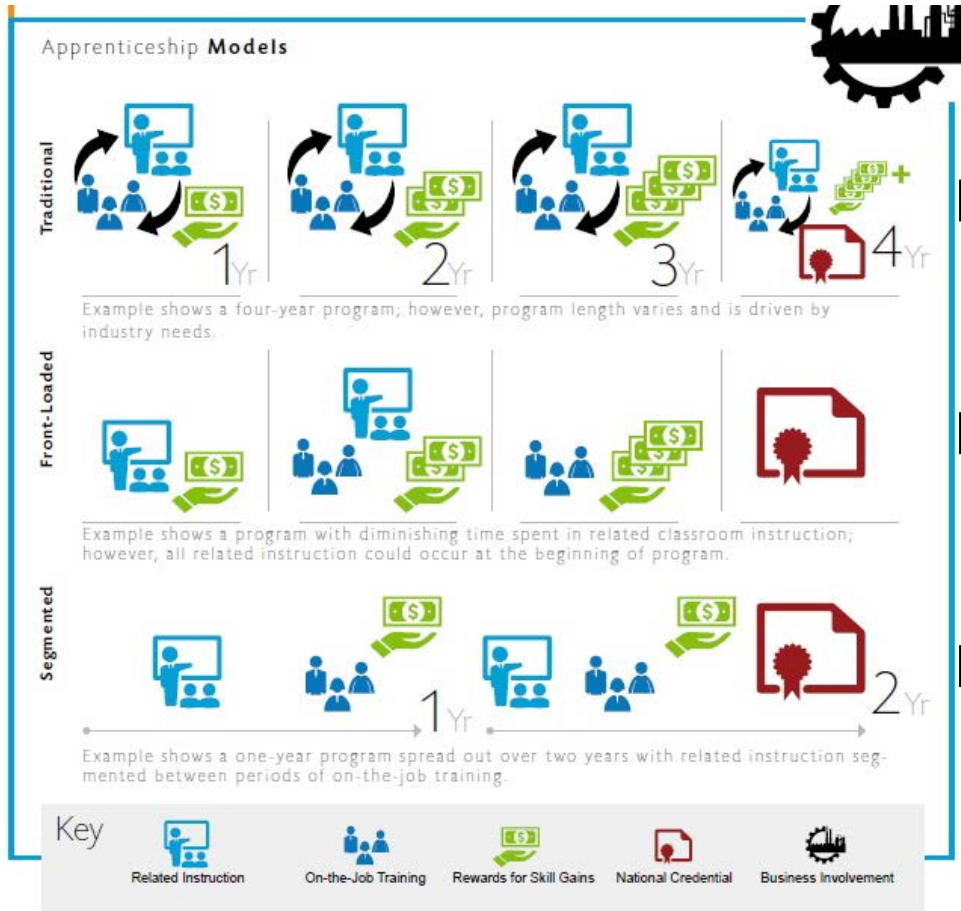 Apprenticeship Models
Traditional
1Yr
2Yr
3Yr
4Yr
Example shows a four-year program; however, program length varies and is driven by
industry needs.
Front-Loaded
Example shows a program with diminishing time spent in related classroom instruction;
however, all related instruction could occur at the beginning of program.
Segmented
1Yr
2Yr
Example shows a one-year program spread out over two years with related instruction seg-
mented between periods of on-the-job training.
Key
Related Instruction
On-the-Job Training
Rewards for Skill Gains
National Credential
Business Involvement